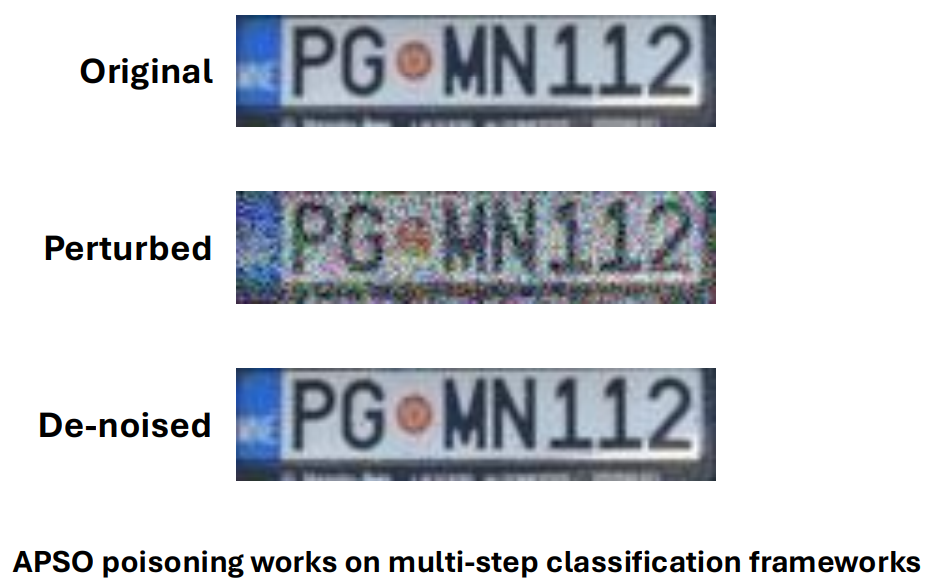 Original
PG MN112
Perturbed
PG MN112
De-noised
PG MN112
APSO poisoning works on multi-step classification frameworks